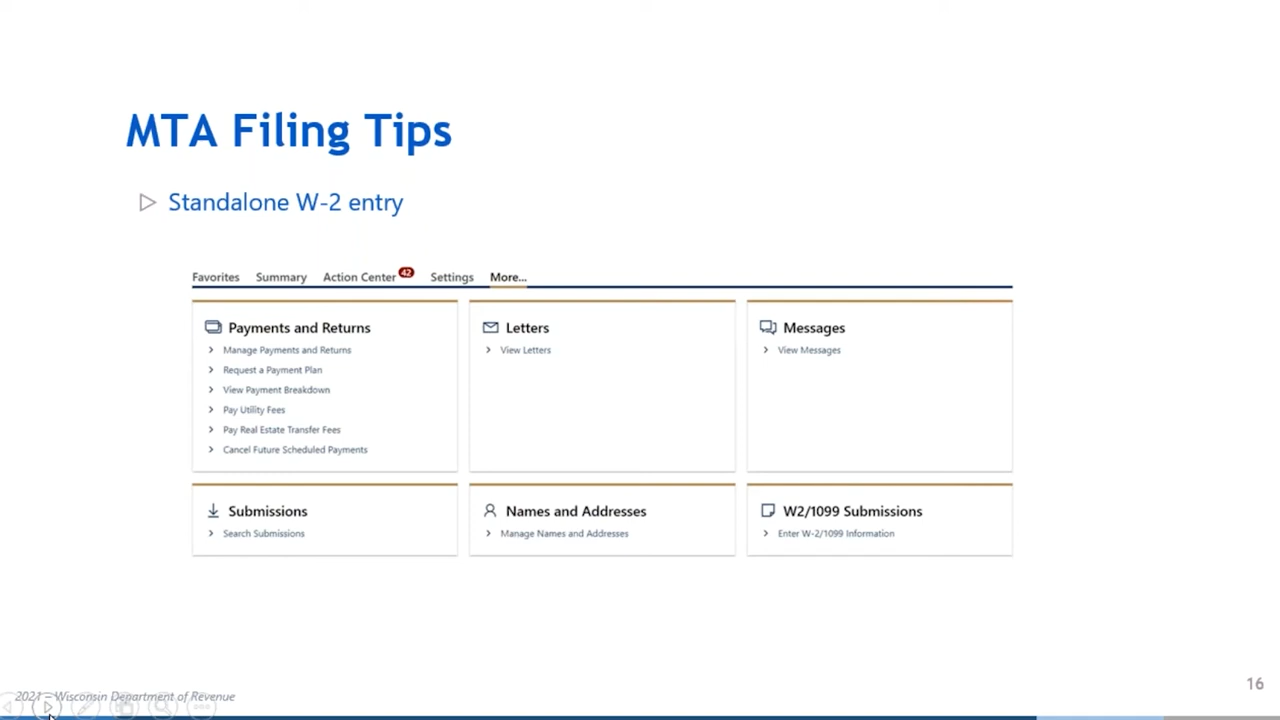 MTA Filing Tips
Standalone W-2 entry
Favorites Summary Action Center 42 Settings More...
Payments and Returns
Manage Payments and Returns
Request a Payment Plan
View Payment Breakdown
Pay Utility Fees
Pay Real Estate Transfer Fees
Cancel Future Scheduled Payments
Letters
View Letters
Messages
View Messages
Submissions
Search Submissions
Names and Addresses
Manage Names and Addresses
W2/1099 Submissions
Enter W-2/1099 Information
2021 – Wisconsin Department of Revenue
16